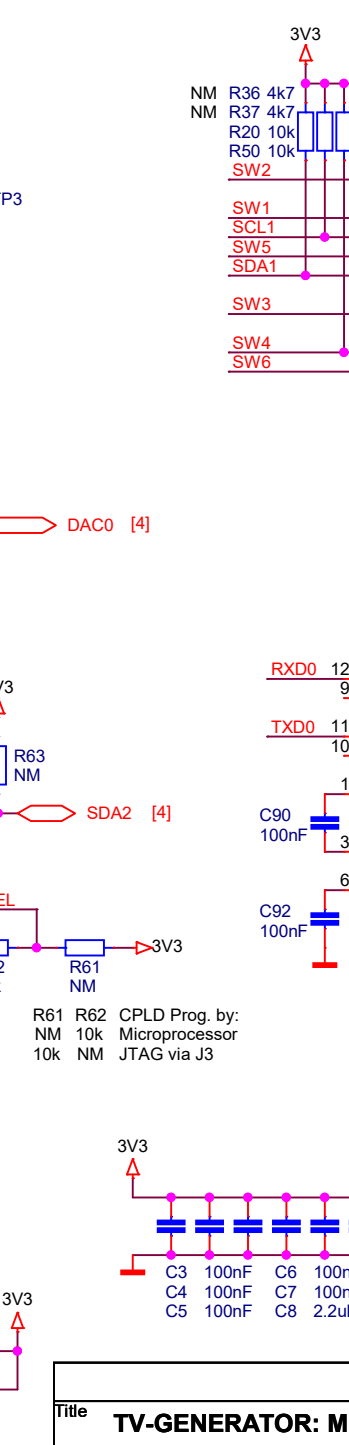 3V3
NM R36 4k7
NM R37 4k7
R20 10k
R50 10k
SW2
SW1
SCL1
SW5
SDA1
SW3
SW4
SW6
DAC0 [4]
RXD0 12
9
TXD0 11
10
R63
NM
SDA2 [4]
1
C90
100nF
3
6
C92
100nF
3V3
R61
NM
R61 R62 CPLD Prog. by:
NM 10k Microprocessor
10k NM JTAG via J3
3V3
C3 100nF C6
C4 100nF C7
C5 100nF C8
3V3
Title
TV-GENERATOR: